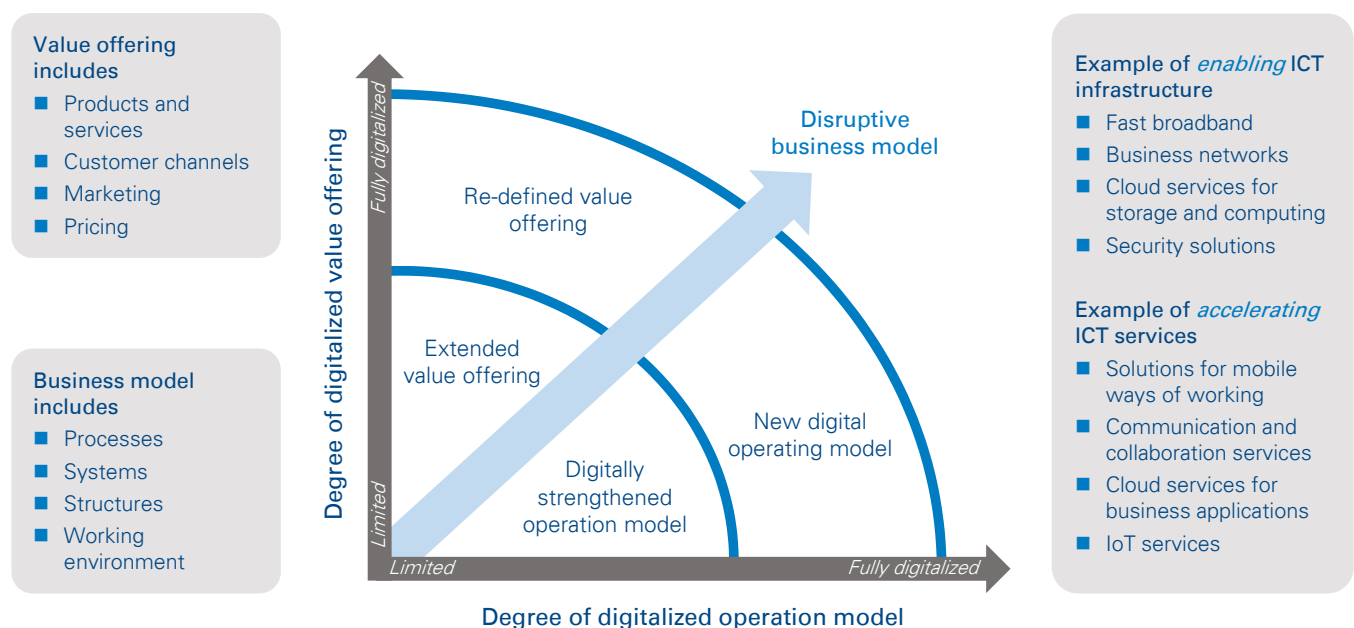 Value offering
includes
Products and
services
Customer channels
Marketing
Pricing
Business model
includes
Processes
Systems
Structures
Working
environment
Degree of digitalized value offering
Fully digitalized
Limited
Re-defined value
offering
Extended
value offering
Disruptive
business model
New digital
operating model
Digitally
strengthened
operation model
Limited
Fully digitalized
Degree of digitalized operation model
Example of enabling ICT
infrastructure
Fast broadband
Business networks
Cloud services for
storage and computing
Security solutions
Example of accelerating
ICT services
Solutions for mobile
ways of working
Communication and
collaboration services
Cloud services for
business applications
IoT services